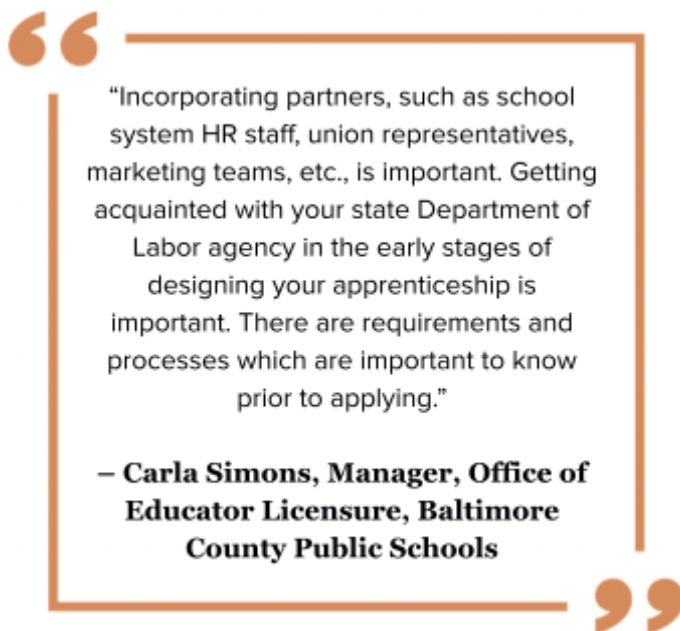 “Incorporating partners, such as school
system HR staff, union representatives,
marketing teams, etc., is important. Getting
acquainted with your state Department of
Labor agency in the early stages of
designing your apprenticeship is
important. There are requirements and
processes which are important to know
prior to applying.”
– Carla Simons, Manager, Office of
Educator Licensure, Baltimore
County Public Schools